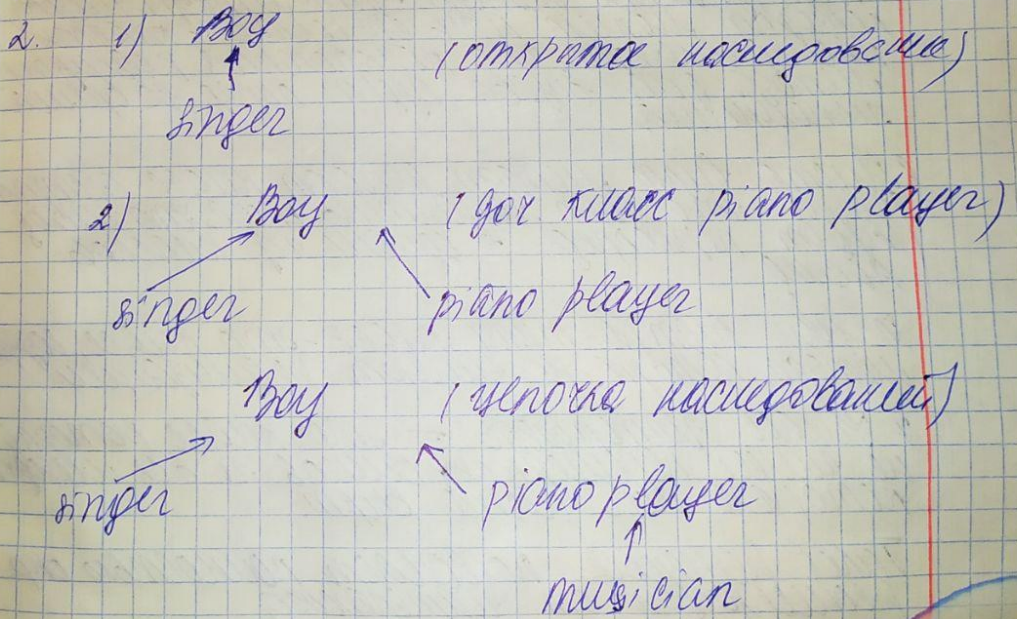 2. 1) Boy (открытое наследование)
singer
2) Boy (доч класс piano player)
singer piano player
Boy (цепочка наследований)
singer piano player
musician